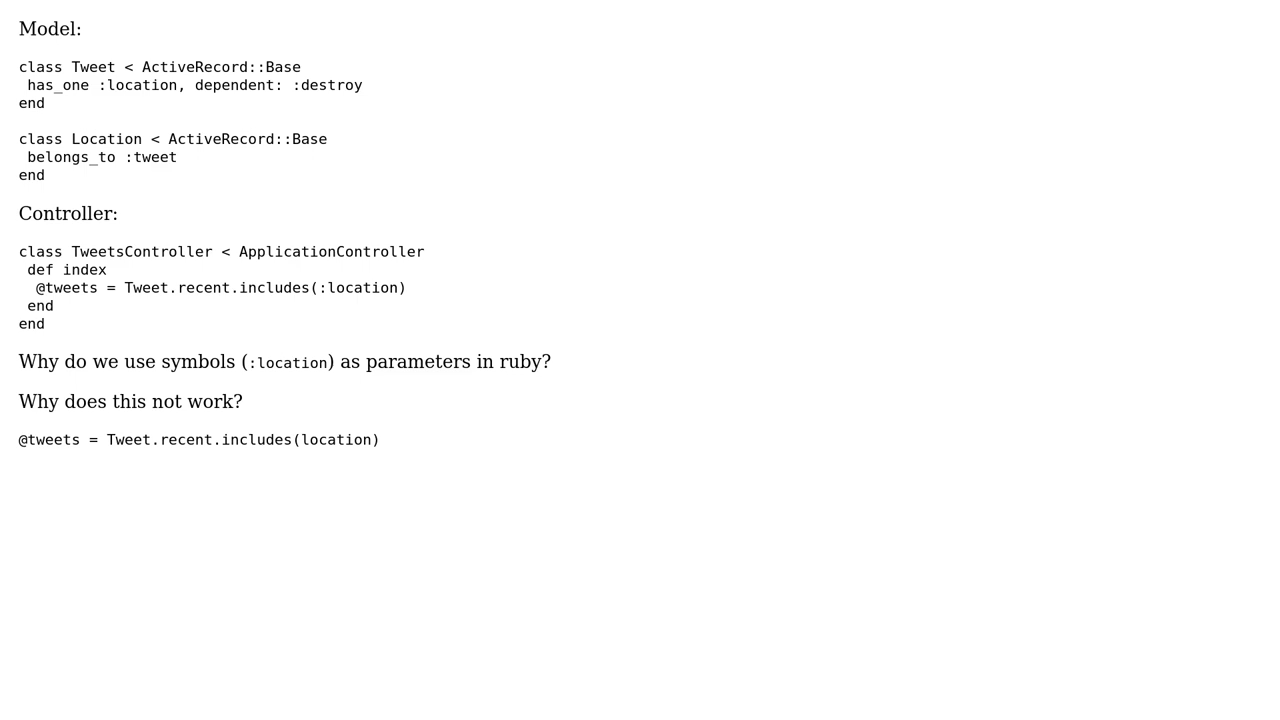 Model:
class Tweet < ActiveRecord::Base
 has_one :location, dependent: :destroy
end
class Location < ActiveRecord::Base
 belongs_to :tweet
end
Controller:
class TweetsController < ApplicationController
 def index
  @tweets = Tweet.recent.includes(:location)
 end
end
Why do we use symbols (:location) as parameters in ruby?
Why does this not work?
@tweets = Tweet.recent.includes(location)